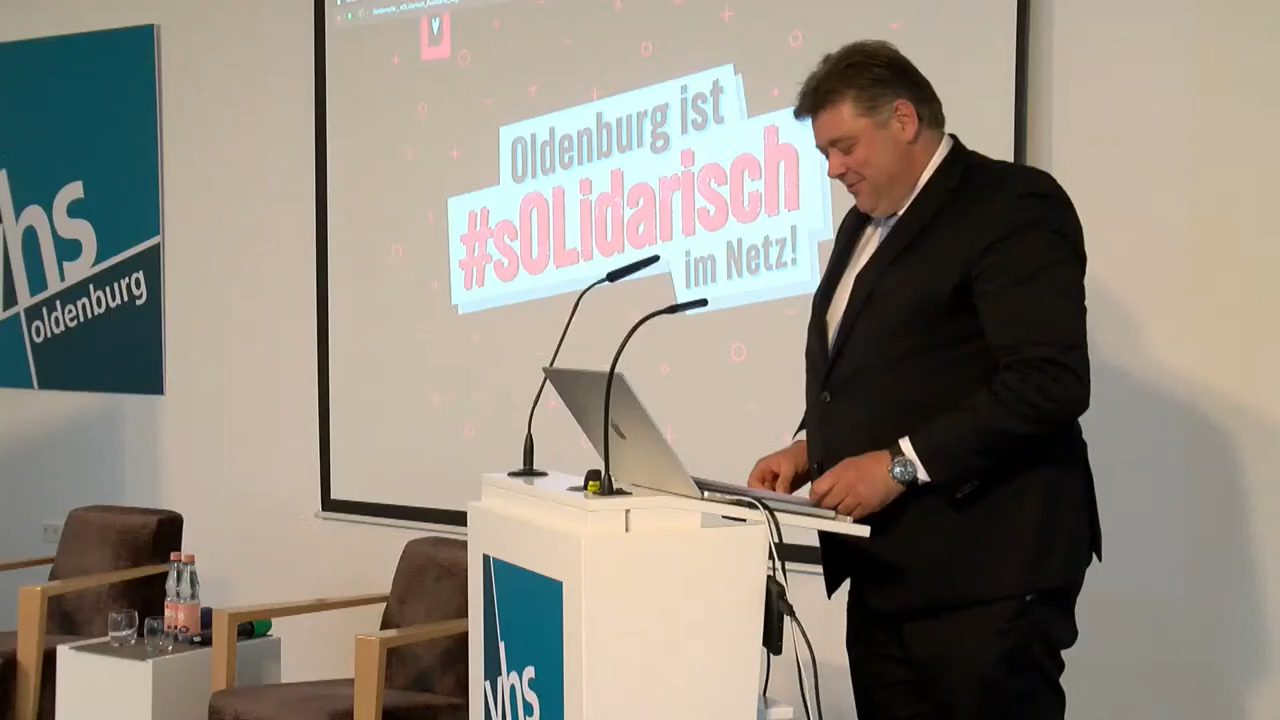 Oldenburg ist
#sOLidarisch
im Netz!
vhs
oldenburg
vhs